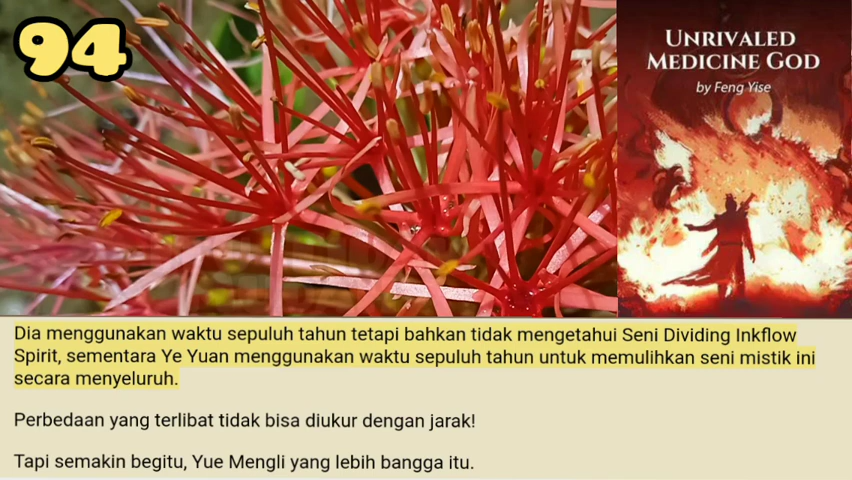 94
UNRIVALED
MEDICINE GOD
by Feng Yise
Dia menggunakan waktu sepuluh tahun tetapi bahkan tidak mengetahui Seni Dividing Inkflow
Spirit, sementara Ye Yuan menggunakan waktu sepuluh tahun untuk memulihkan seni mistik ini
secara menyeluruh.
Perbedaan yang terlibat tidak bisa diukur dengan jarak!
Tapi semakin begitu, Yue Mengli yang lebih bangga itu.